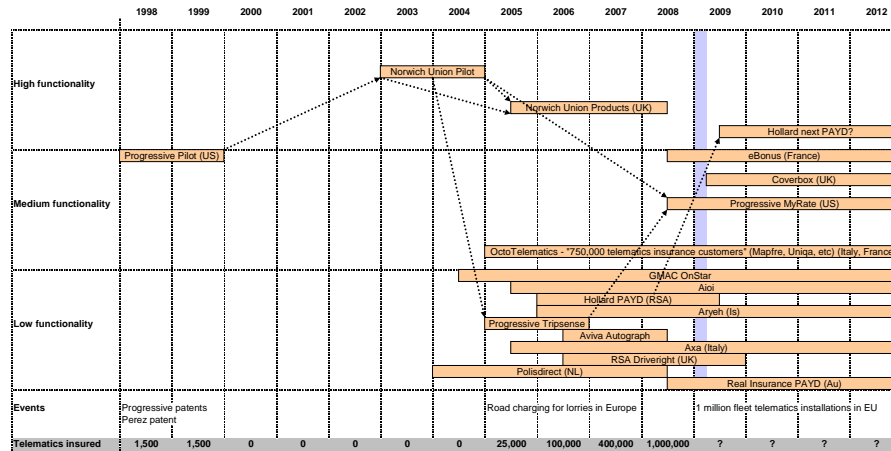 1998 1999 2000 2001 2002 2003 2004 2005 2006 2007 2008 2009 2010 2011 2012
High functionality
Norwich Union Pilot
Norwich Union Products (UK)
Hollard next PAYD?
Progressive Pilot (US)
eBonus (France)
Coverbox (UK)
Medium functionality
Progressive MyRate (US)
OctoTelematics - "750,000 telematics insurance customers" (Mapfre, Uniqa, etc) (Italy, France
GMAC OnStar
Aioi
Hollard PAYD (RSA)
Aryeh (Is)
Low functionality
Progressive Tripsense
Aviva Autograph
Axa (Italy)
RSA Driveright (UK)
Polisdirect (NL)
Real Insurance PAYD (Au)
Events Progressive patents Road charging for lorries in Europe 1 million fleet telematics installations in EU
Perez patent
Telematics insured 1,500 1,500 0 0 0 0 0 25,000 100,000 400,000 1,000,000 ? ? ? ?